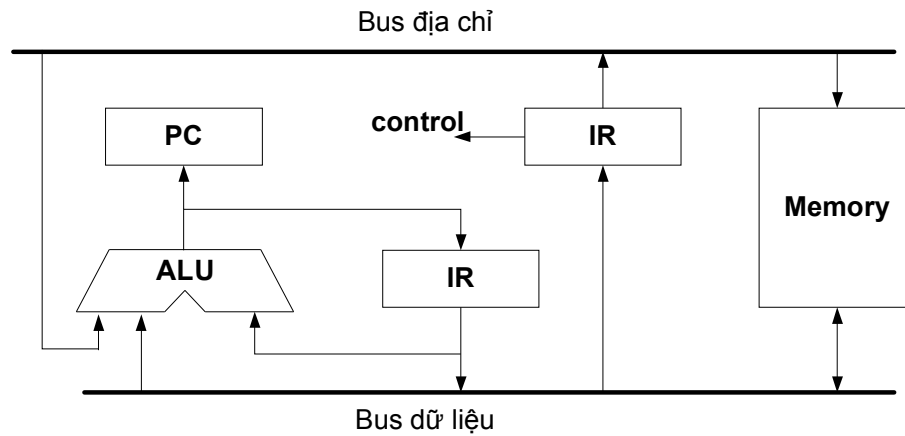 Bus địa chỉ
PC
control
IR
Memory
ALU
IR
Bus dữ liệu